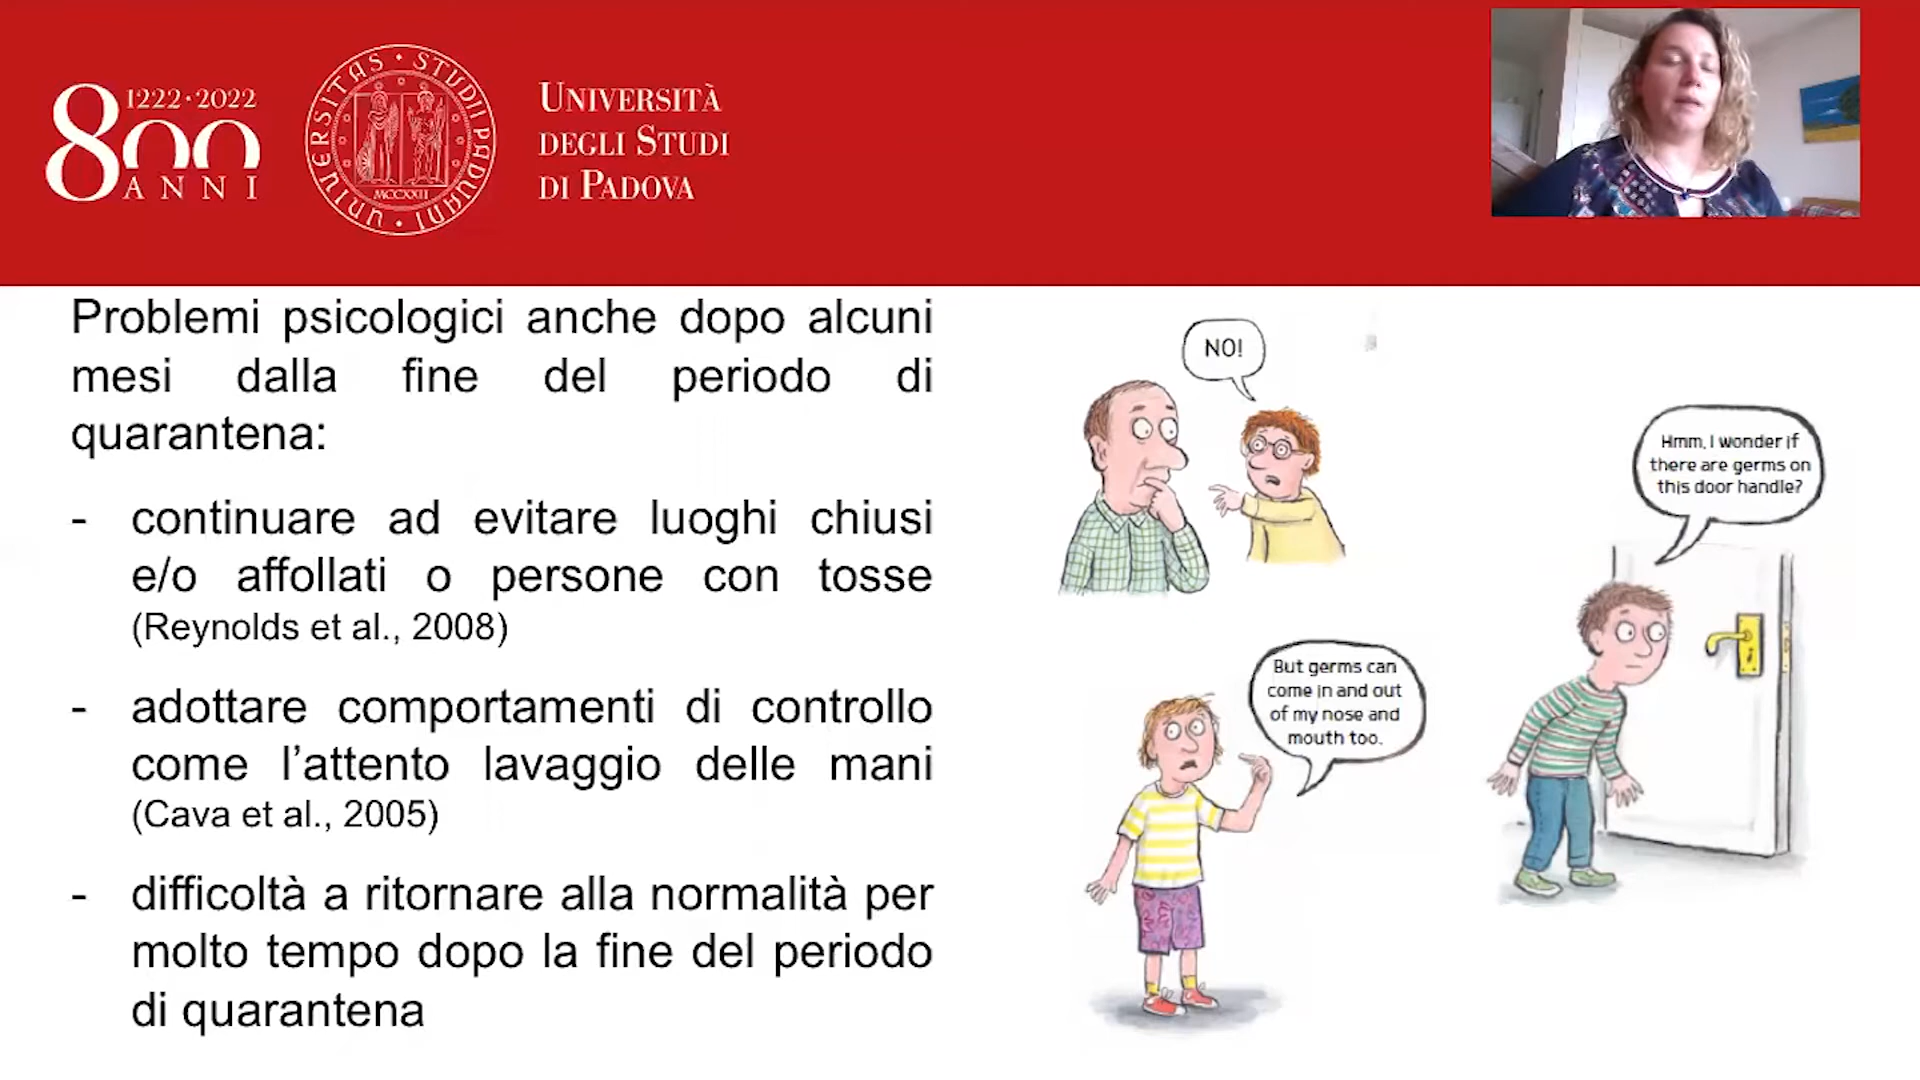 1222·2022
800
ANNI
UNIVERSITAS · STUDII PADUANI ·
MCCXXII
UNIVERSITÀ
DEGLI STUDI
DI PADOVA
Problemi psicologici anche dopo alcuni
mesi dalla fine del periodo di
quarantena:
- continuare ad evitare luoghi chiusi
e/o affollati o persone con tosse
(Reynolds et al., 2008)
- adottare comportamenti di controllo
come l’attento lavaggio delle mani
(Cava et al., 2005)
- difficoltà a ritornare alla normalità per
molto tempo dopo la fine del periodo
di quarantena
NO!
Hmm, I wonder if
there are germs on
this door handle?
But germs can
come in and out
of my nose and
mouth too.